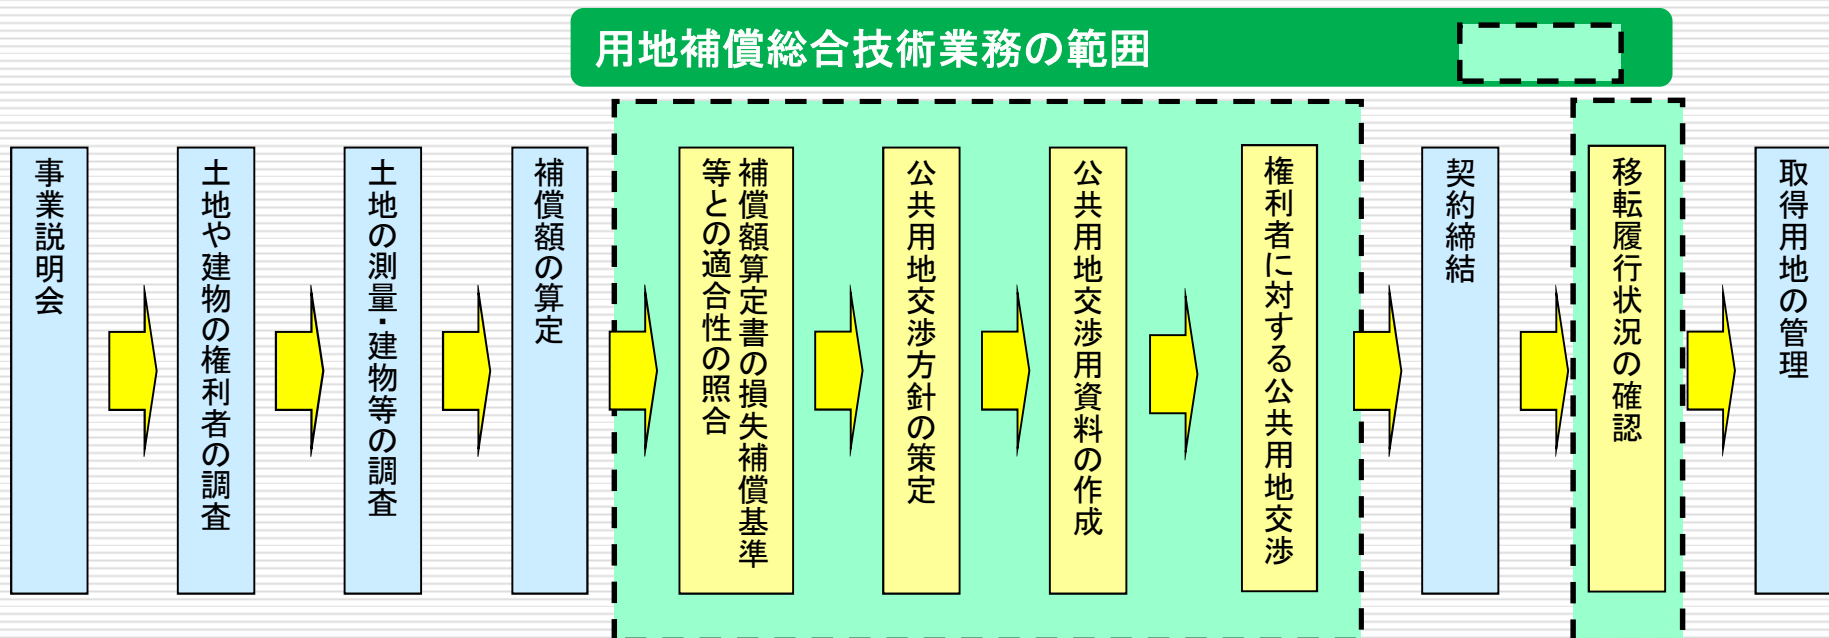 用地補償総合技術業務の範囲
事業説明会
土地や建物の権利者の調査
土地の測量・建物等の調査
補償額の算定
補償額算定書の損失補償基準
等との適合性の照合
公共用地交渉方針の策定
公共用地交渉用資料の作成
権利者に対する公共用地交渉
契約締結
移転履行状況の確認
取得用地の管理